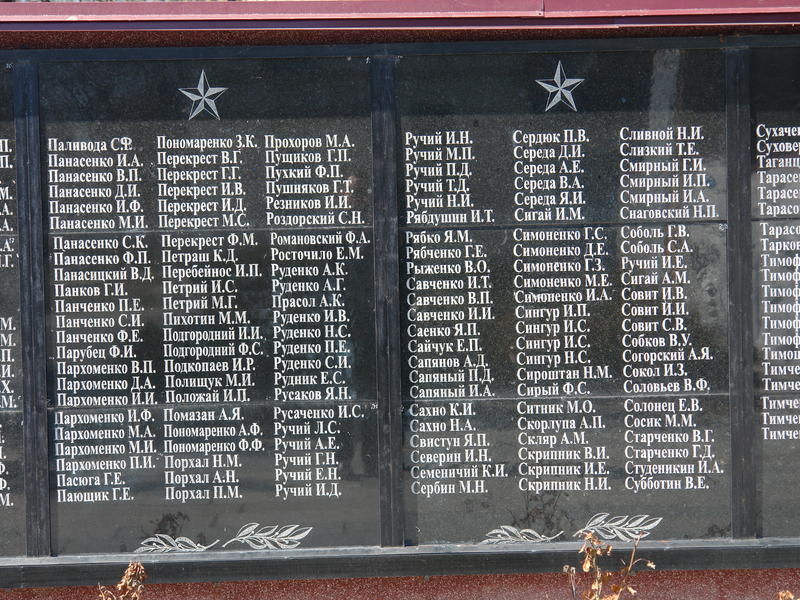 Паливода С.Ф.
Панасенко И.А.
Панасенко В.П.
Панасенко Д.И.
Панасенко И.Ф.
Панасенко М.И.
Панасенко С.К.
Панасенко Ф.П.
Панасицкий В.Д.
Панков Г.И.
Панченко П.Е.
Панченко С.И.
Панченко Ф.Е.
Парубец Ф.И.
Пархоменко В.П.
Пархоменко Д.А.
Пархоменко И.И.
Пархоменко И.Ф.
Пархоменко М.А.
Пархоменко М.И.
Пархоменко П.И.
Пасюга Г.Е.
Пающик Г.Е.
Пономаренко З.К.
Перекрест В.Г.
Перекрест Г.Г.
Перекрест И.В.
Перекрест И.Д.
Перекрест М.С.
Перекрест Ф.М.
Петраш К.Д.
Перебейнос И.П.
Петрий И.С.
Петрий М.Г.
Пихотин М.М.
Подгородний И.И.
Подгородний Ф.С.
Подкопаев И.Р.
Полищук М.И.
Положай И.П.
Помазан А.Я.
Пономаренко А.Ф.
Пономаренко Ф.Ф.
Порхал Н.М.
Порхал А.Н.
Порхал П.М.
Прохоров М.А.
Пущиков Г.П.
Пухкий Ф.П.
Пушняков Г.Т.
Резников И.И.
Роздорский С.Н.
Романовский Ф.А.
Росточило Е.М.
Руденко А.К.
Руденко А.Г.
Прасол А.К.
Руденко И.В.
Руденко Н.С.
Руденко П.Е.
Руденко С.И.
Рудник Е.С.
Русаков Я.Н.
Русаченко И.С.
Ручий Л.С.
Ручий А.Е.
Ручий Г.Н.
Ручий Е.Н.
Ручий И.Д.
Ручий И.Н.
Ручий М.П.
Ручий П.Д.
Ручий Т.Д.
Ручий Н.И.
Рябдушин И.Т.
Рябко Я.М.
Рябченко Г.Е.
Рыженко В.О.
Савченко И.Т.
Савченко В.П.
Савченко И.И.
Саенко Я.П.
Сайчук Е.П.
Сапянов А.Д.
Сапяный П.Д.
Сапяный И.А.
Сахно К.И.
Сахно Н.А.
Свистун Я.П.
Северин И.Н.
Семеничий К.И.
Сербин М.Н.
Сердюк П.В.
Середа Д.И.
Середа А.Е.
Середа В.А.
Середа Я.И.
Сигай И.М.
Симоненко Г.С.
Симоненко Д.Е.
Симоненко Г.З.
Симоненко М.Е.
Симоненко И.А.
Сингур И.П.
Сингур И.С.
Сингур И.С.
Сингур Н.С.
Сироштан Н.М.
Сирый Ф.С.
Ситник М.О.
Скорлупа А.П.
Скляр А.М.
Скрипник В.И.
Скрипник И.Е.
Скрипник Н.И.
Сливной Н.И.
Слизкий Т.Е.
Смирный Г.И.
Смирный И.П.
Смирный И.А.
Снаговский Н.П.
Соболь Г.В.
Соболь С.А.
Ручий И.Е.
Сигай А.М.
Совит И.В.
Совит И.И.
Совит С.В.
Собков В.У.
Согорский А.Я.
Сокол И.З.
Соловьев В.Ф.
Солонец Е.В.
Сосик М.М.
Старченко В.Г.
Старченко Г.Д.
Студеникин И.А.
Субботин В.Е.